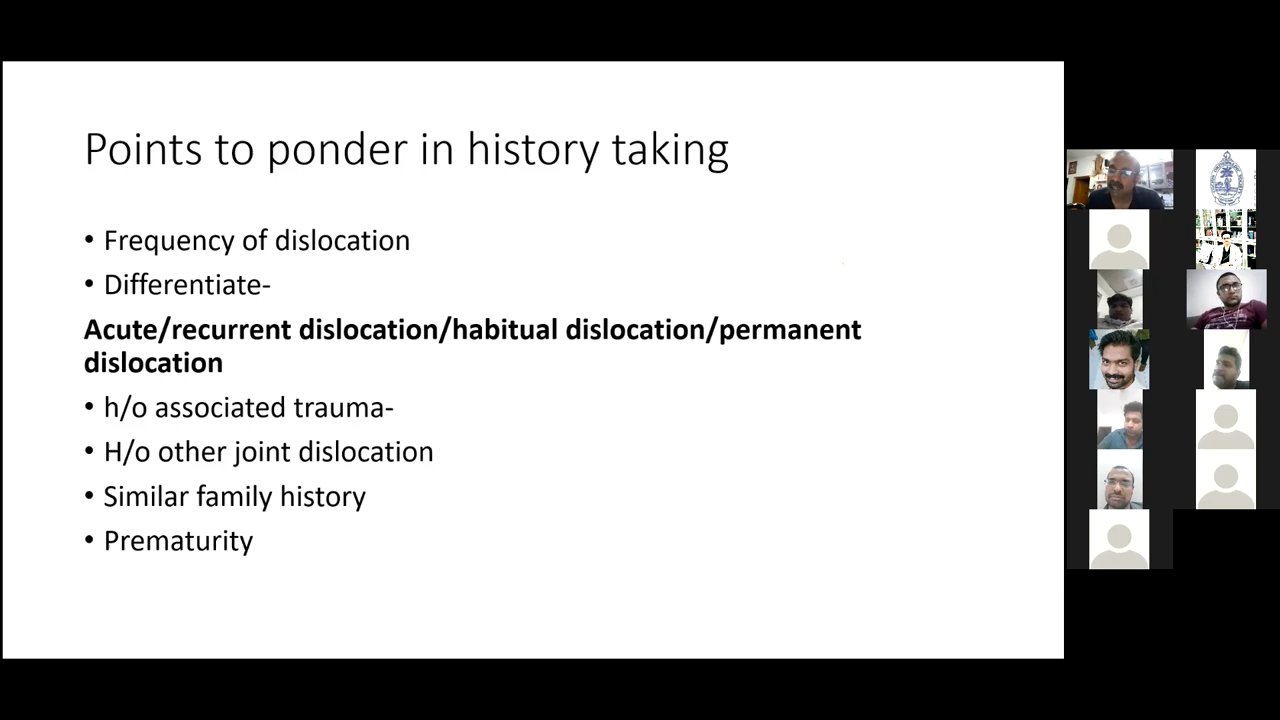 Points to ponder in history taking
• Frequency of dislocation
• Differentiate-
Acute/recurrent dislocation/habitual dislocation/permanent
dislocation
• h/o associated trauma-
• H/o other joint dislocation
• Similar family history
• Prematurity